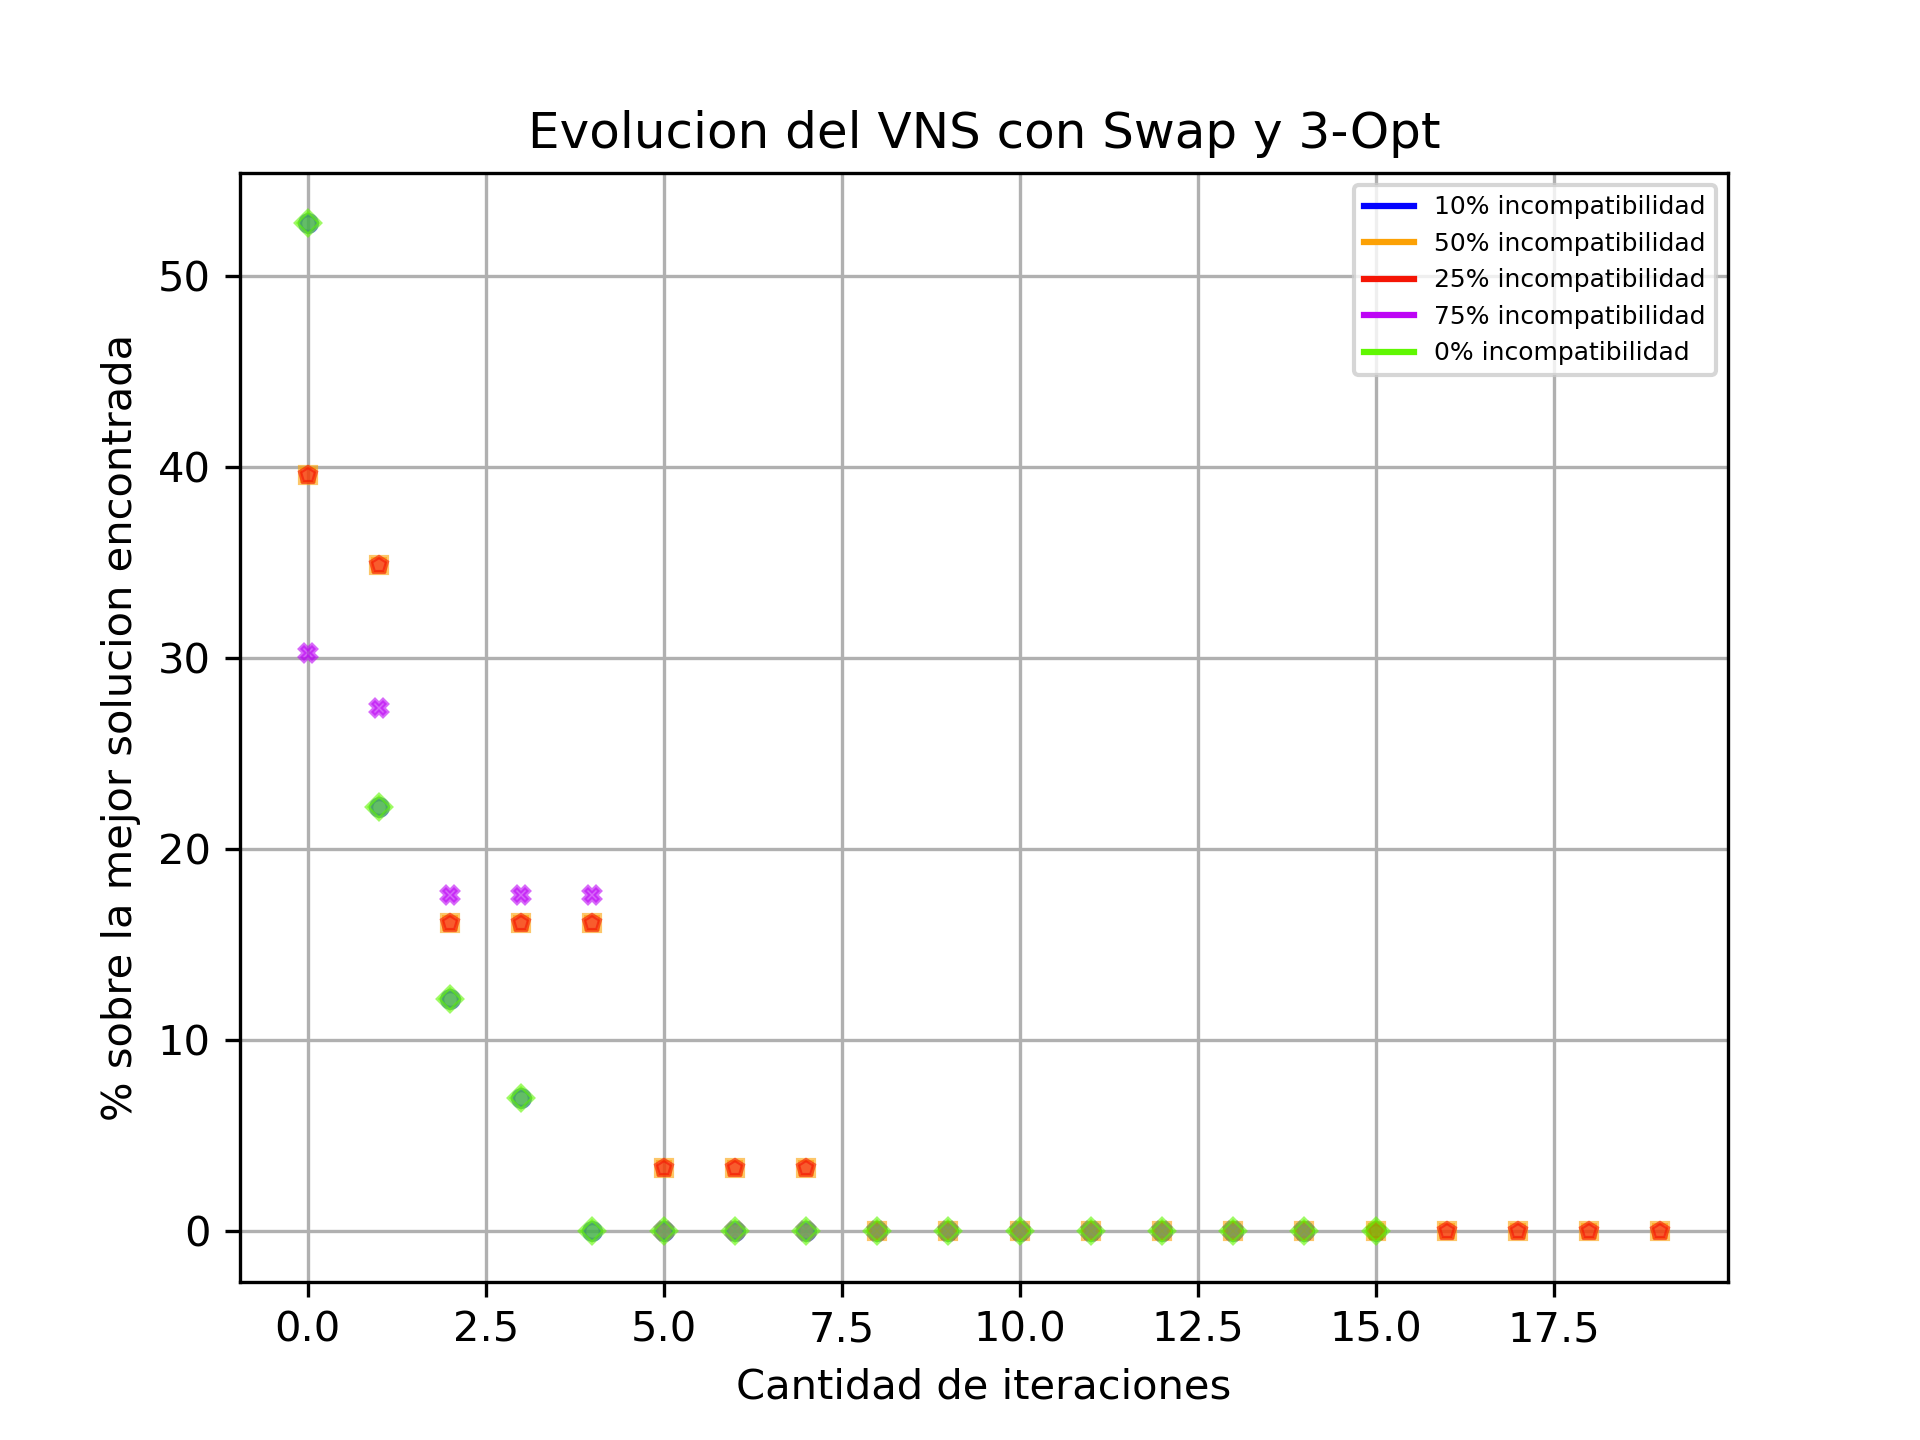 Evolucion del VNS con Swap y 3-Opt
10% incompatibilidad
50% incompatibilidad
25% incompatibilidad
75% incompatibilidad
0% incompatibilidad
% sobre la mejor solucion encontrada
50
40
30
20
10
0
0.0 2.5 5.0 7.5 10.0 12.5 15.0 17.5
Cantidad de iteraciones